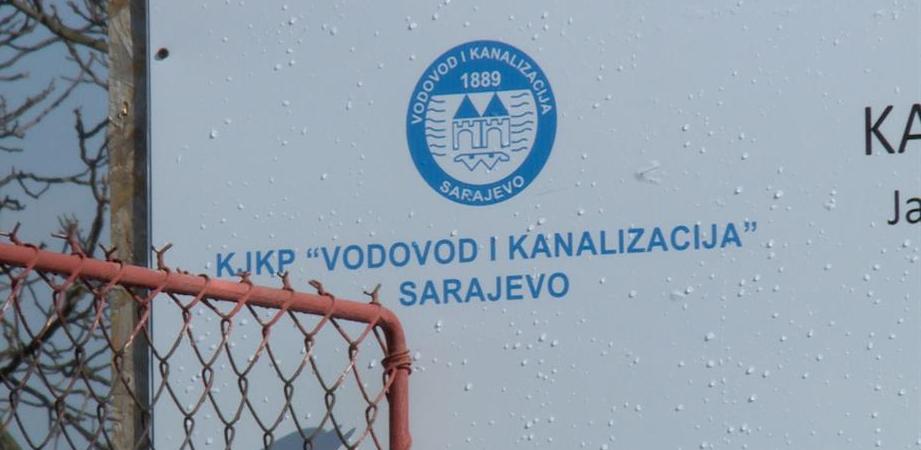 VODOVOD I KANALIZACIJA
1889
SARAJEVO
KJKP “VODOVOD I KANALIZACIJA”
SARAJEVO